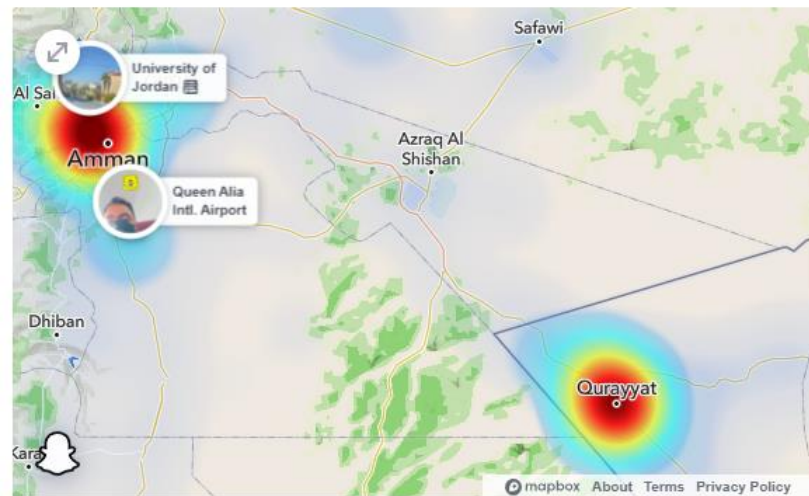 Safawi
University of
Jordan
Al Sal
Azraq Al
Shishan
Amman
Queen Alia
Intl. Airport
Dhiban
Qurayyat
Kara
mapbox About Terms Privacy Policy